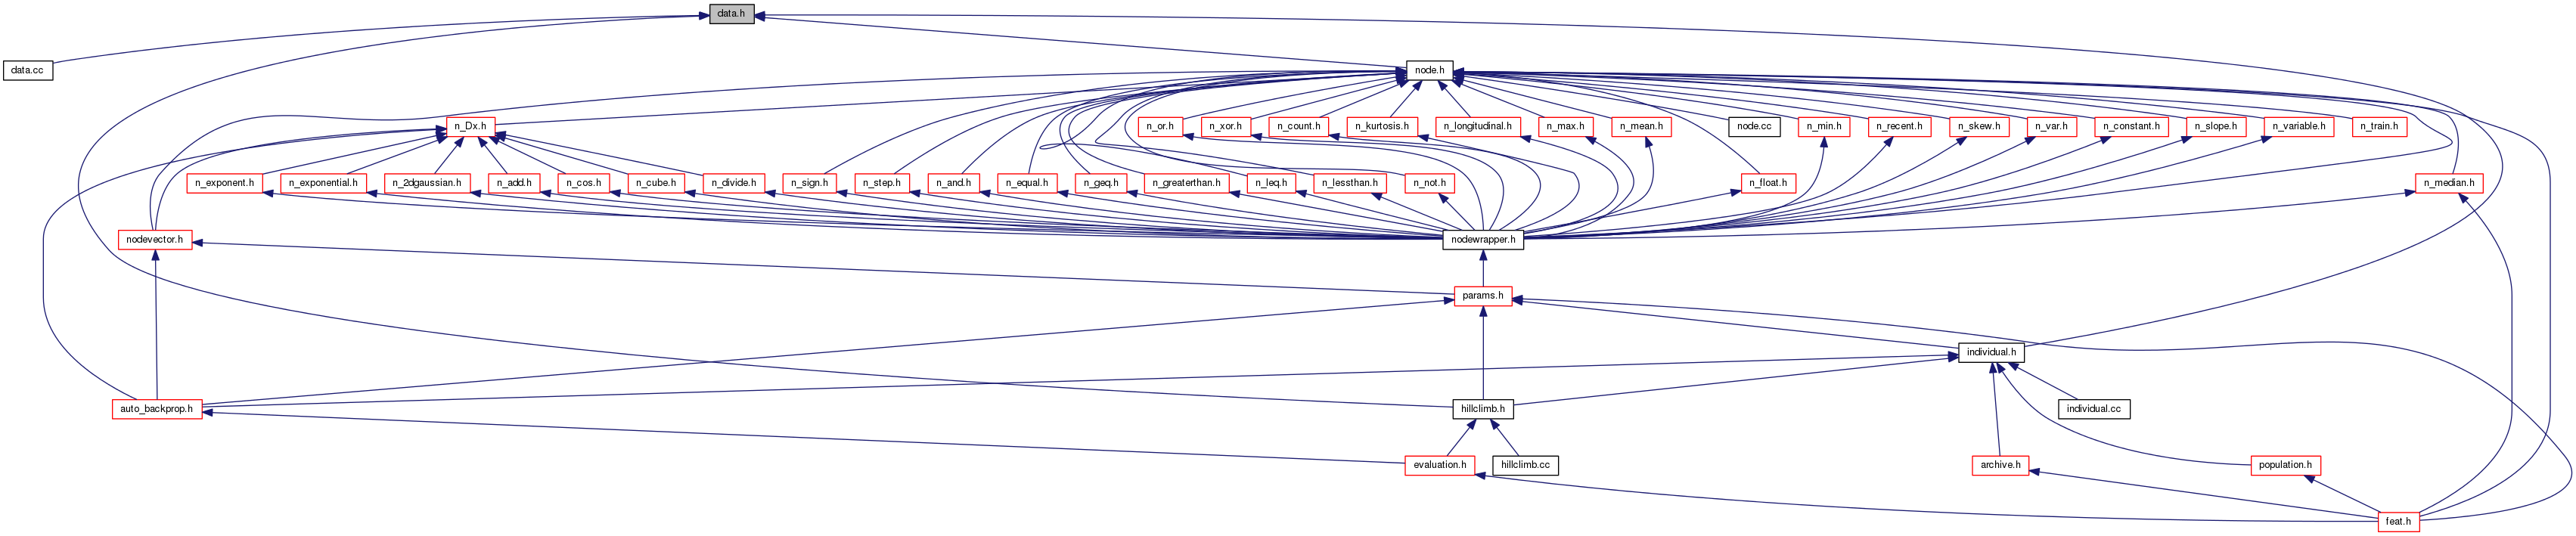 data.h
data.cc
node.h
n_Dx.h
n_or.h
n_xor.h
n_count.h
n_kurtosis.h
n_longitudinal.h
n_max.h
n_mean.h
node.cc
n_min.h
n_recent.h
n_skew.h
n_var.h
n_constant.h
n_slope.h
n_variable.h
n_train.h
n_exponent.h
n_exponential.h
n_2dgaussian.h
n_add.h
n_cos.h
n_cube.h
n_divide.h
n_sign.h
n_step.h
n_and.h
n_equal.h
n_geq.h
n_greaterthan.h
n_leq.h
n_lessthan.h
n_not.h
n_float.h
n_median.h
nodevector.h
nodewrapper.h
params.h
individual.h
auto_backprop.h
hillclimb.h
individual.cc
evaluation.h
hillclimb.cc
archive.h
population.h
feat.h